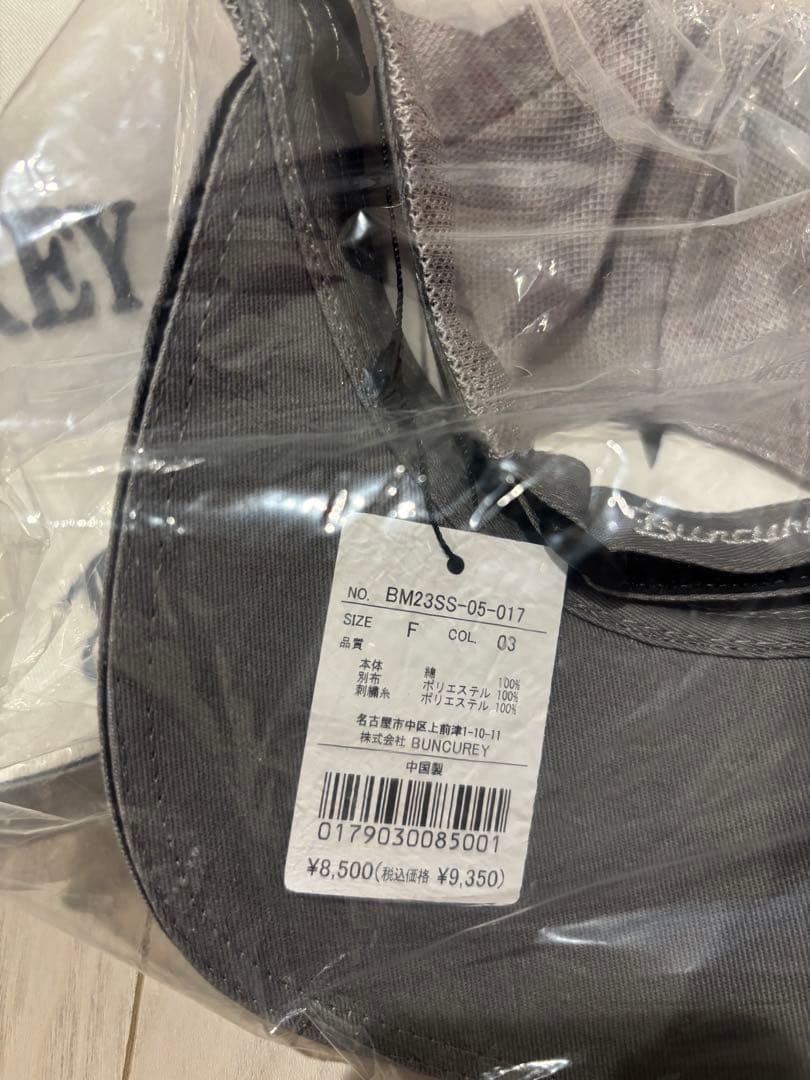 KEY
Buncure
NO. BM23SS-05-017
SIZE F COL. 03
品質
本体 綿 100%
別布 ポリエステル 100%
刺繍糸 ポリエステル 100%
名古屋市中区上前津1-10-11
株式会社 BUNCUREY
中国製
0179030085001
¥8,500(税込価格 ¥9,350)